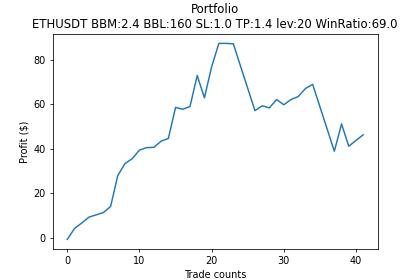 Portfolio
ETHUSDT BBM:2.4 BBL:160 SL:1.0 TP:1.4 lev:20 WinRatio:69.0
Profit ($)
80
60
40
20
0
0 10 20 30 40
Trade counts